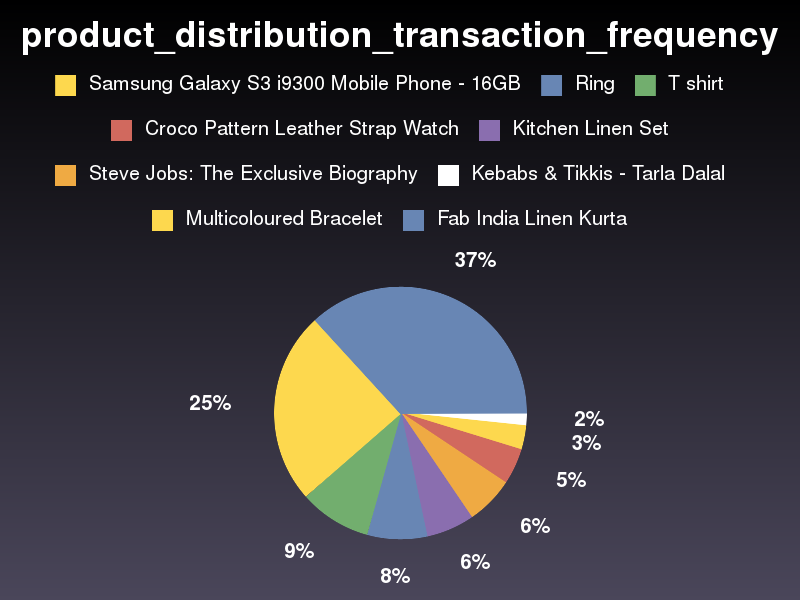 product_distribution_transaction_frequency
Samsung Galaxy S3 i9300 Mobile Phone - 16GB Ring T shirt
Croco Pattern Leather Strap Watch Kitchen Linen Set
Steve Jobs: The Exclusive Biography Kebabs & Tikkis - Tarla Dalal
Multicoloured Bracelet Fab India Linen Kurta
37%
25%
2%
3%
5%
6%
9%
6%
8%